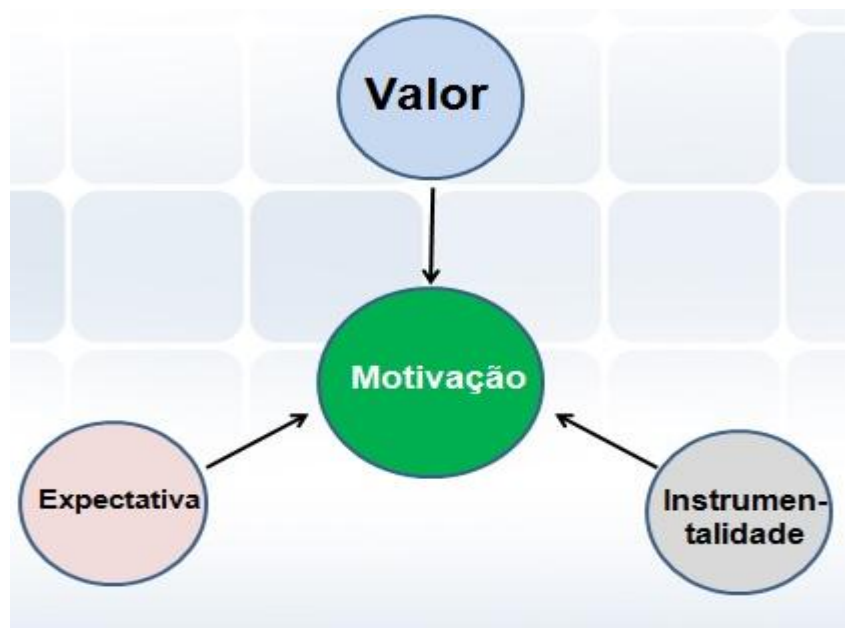 Valor
Motivação
Expectativa
Instrumen-
talidade